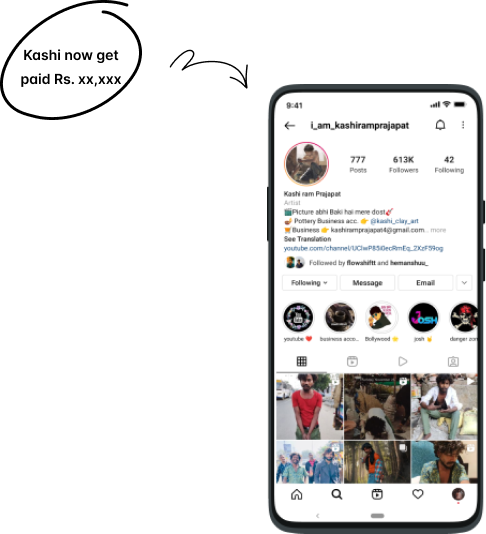 Kashi now get
paid Rs. xx,xxx
9:41
i_am_kashiramprajapat
777
Posts
613K
Followers
42
Following
Kashi ram Prajapat
Artist
🎬Picture abhi Baki hai mere dost🎸
🪔 Pottery Business acc. 👉 @kashi_clay_art
🏆Business 👉 kashiramprajapat4@gmail.com... more
See Translation
youtube.com/channel/UCiwP85i0ecRmEq_2XzF59og
Followed by flowshiftt and hemanshuu_
Following
Message
Email
youtube ❤️
business acco...
Bollywood ⭐
josh ✌️
danger zon